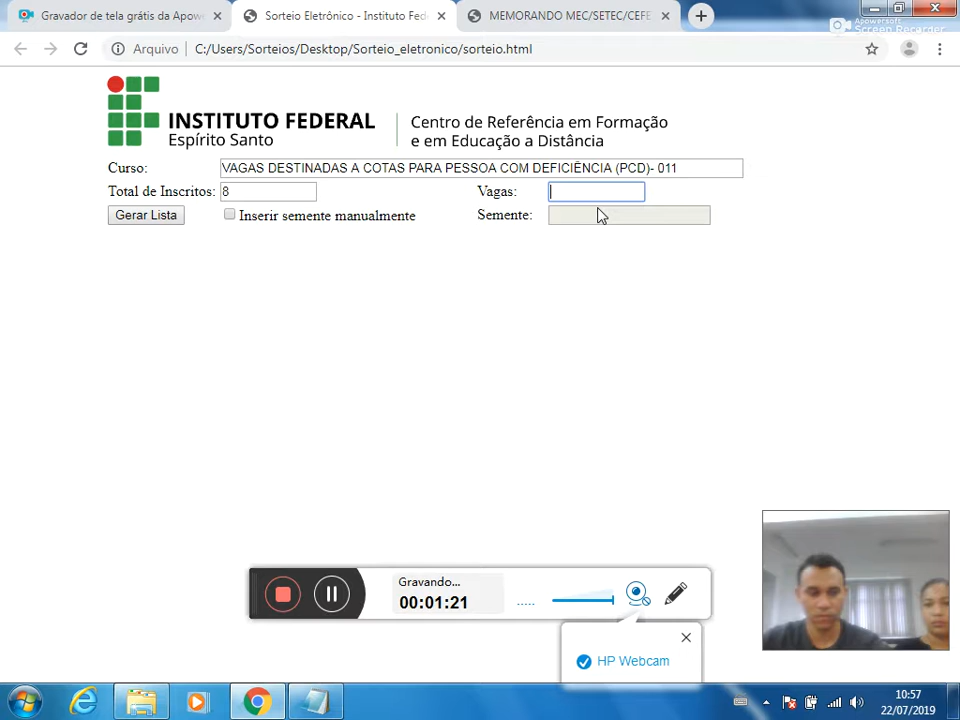 Gravador de tela grátis da Apow
Sorteio Eletrônico - Instituto Fed
MEMORANDO MEC/SETEC/CEFE
Apowersoft
Screen Recorder
Arquivo
C:/Users/Sorteios/Desktop/Sorteio_eletronico/sorteio.html
INSTITUTO FEDERAL
Espírito Santo
Centro de Referência em Formação
e em Educação a Distância
Curso: VAGAS DESTINADAS A COTAS PARA PESSOA COM DEFICIÊNCIA (PCD)- 011
Total de Inscritos: 8 Vagas:
Gerar Lista Inserir semente manualmente Semente:
Gravando...
00:01:21
HP Webcam
10:57
22/07/2019